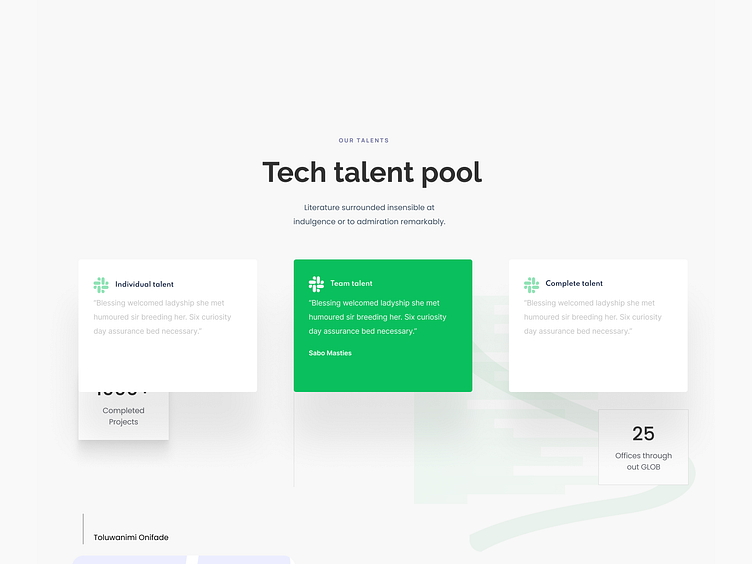 OUR TALENTS
Tech talent pool
Literature surrounded insensible at
indulgence or to admiration remarkably.
Individual talent
"Blessing welcomed ladyship she met
humoured sir breeding her. Six curiosity
day assurance bed necessary."
Team talent
"Blessing welcomed ladyship she met
humoured sir breeding her. Six curiosity
day assurance bed necessary."
Sabo Masties
Complete talent
"Blessing welcomed ladyship she met
humoured sir breeding her. Six curiosity
day assurance bed necessary."
Completed
Projects
25
Offices through
out GLOB
Toluwanimi Onifade